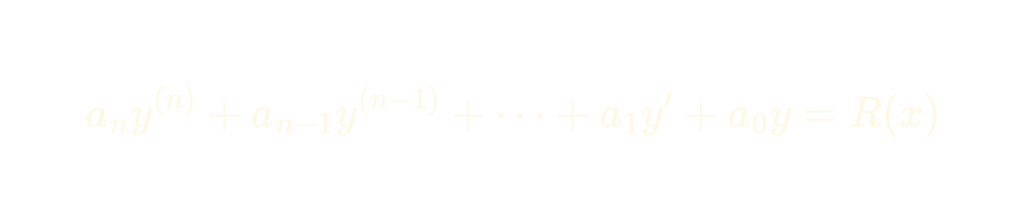 $a_n y^{(n)} + a_{n-1} y^{(n-1)} + \cdots + a_1 y' + a_0 y = R(x)$